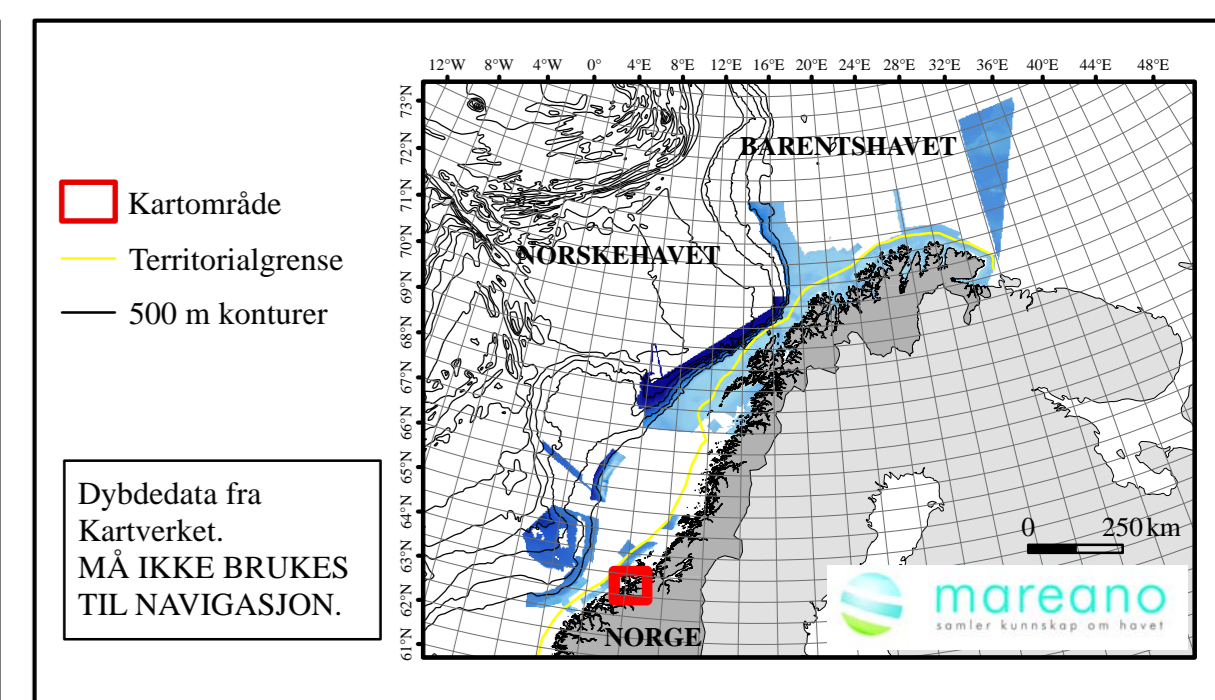 12°W 8°W 4°W 0° 4°E 8°E 12°E 16°E 20°E 24°E 28°E 32°E 36°E 40°E 44°E 48°E
73°N
72°N
71°N
70°N
69°N
68°N
67°N
66°N
65°N
64°N
63°N
62°N
61°N
BARENTSHAVET
NORSKEHAVET
NORGE
0 250 km
mareano
samler kunnskap om havet
Kartområde
Territorialgrense
500 m konturer
Dybdedata fra
Kartverket.
MÅ IKKE BRUKES
TIL NAVIGASJON.